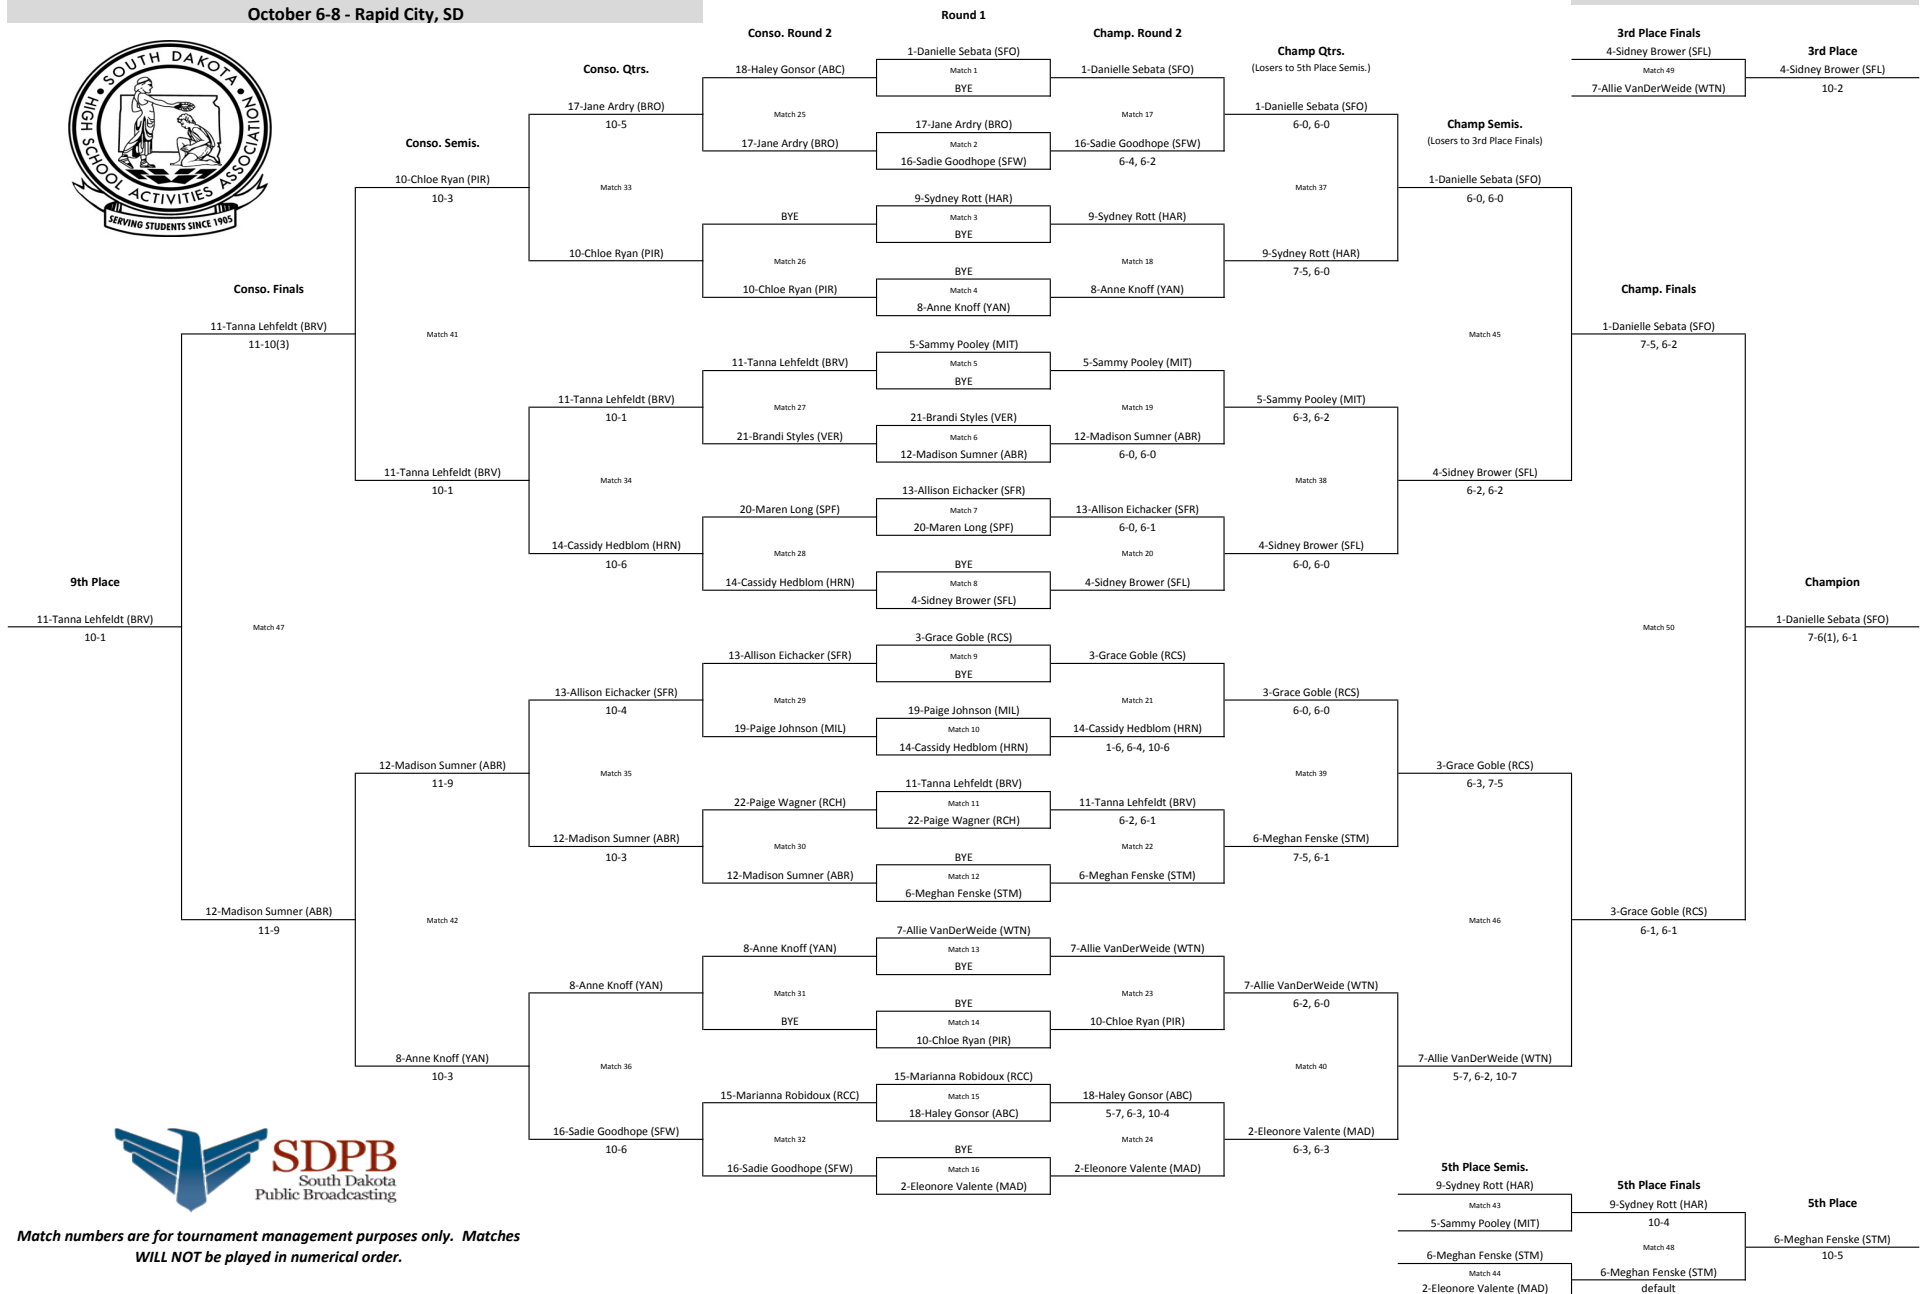 October 6-8 - Rapid City, SD
SOUTH DAKOTA HIGH SCHOOL ACTIVITIES ASSOCIATION
SERVING STUDENTS SINCE 1905
9th Place
11-Tanna Lehfeldt (BRV)
10-1
Match 47
Conso. Finals
11-Tanna Lehfeldt (BRV)
11-10(3)
12-Madison Sumner (ABR)
11-9
Conso. Semis.
10-Chloe Ryan (PIR)
10-3
Match 41
11-Tanna Lehfeldt (BRV)
10-1
12-Madison Sumner (ABR)
11-9
Match 42
8-Anne Knoff (YAN)
10-3
Conso. Qtrs.
17-Jane Ardry (BRO)
10-5
Match 33
10-Chloe Ryan (PIR)
11-Tanna Lehfeldt (BRV)
10-1
Match 34
14-Cassidy Hedblom (HRN)
10-6
13-Allison Eichacker (SFR)
10-4
Match 35
12-Madison Sumner (ABR)
10-3
8-Anne Knoff (YAN)
Match 36
16-Sadie Goodhope (SFW)
10-6
Conso. Round 2
18-Haley Gonsor (ABC)
Match 25
17-Jane Ardry (BRO)
BYE
Match 26
10-Chloe Ryan (PIR)
11-Tanna Lehfeldt (BRV)
Match 27
21-Brandi Styles (VER)
20-Maren Long (SPF)
Match 28
14-Cassidy Hedblom (HRN)
13-Allison Eichacker (SFR)
Match 29
19-Paige Johnson (MIL)
22-Paige Wagner (RCH)
Match 30
12-Madison Sumner (ABR)
8-Anne Knoff (YAN)
Match 31
BYE
15-Marianna Robidoux (RCC)
Match 32
16-Sadie Goodhope (SFW)
Round 1
1-Danielle Sebata (SFO)
Match 1
BYE
17-Jane Ardry (BRO)
Match 2
16-Sadie Goodhope (SFW)
9-Sydney Rott (HAR)
Match 3
BYE
BYE
Match 4
8-Anne Knoff (YAN)
5-Sammy Pooley (MIT)
Match 5
BYE
21-Brandi Styles (VER)
Match 6
12-Madison Sumner (ABR)
13-Allison Eichacker (SFR)
Match 7
20-Maren Long (SPF)
BYE
Match 8
4-Sidney Brower (SFL)
3-Grace Goble (RCS)
Match 9
BYE
19-Paige Johnson (MIL)
Match 10
14-Cassidy Hedblom (HRN)
11-Tanna Lehfeldt (BRV)
Match 11
22-Paige Wagner (RCH)
BYE
Match 12
6-Meghan Fenske (STM)
7-Allie VanDerWeide (WTN)
Match 13
BYE
BYE
Match 14
10-Chloe Ryan (PIR)
15-Marianna Robidoux (RCC)
Match 15
18-Haley Gonsor (ABC)
BYE
Match 16
2-Eleonore Valente (MAD)
Champ. Round 2
1-Danielle Sebata (SFO)
Match 17
16-Sadie Goodhope (SFW)
6-4, 6-2
9-Sydney Rott (HAR)
Match 18
8-Anne Knoff (YAN)
5-Sammy Pooley (MIT)
Match 19
12-Madison Sumner (ABR)
6-0, 6-0
13-Allison Eichacker (SFR)
6-0, 6-1
Match 20
4-Sidney Brower (SFL)
3-Grace Goble (RCS)
Match 21
14-Cassidy Hedblom (HRN)
1-6, 6-4, 10-6
11-Tanna Lehfeldt (BRV)
6-2, 6-1
Match 22
6-Meghan Fenske (STM)
7-Allie VanDerWeide (WTN)
Match 23
10-Chloe Ryan (PIR)
18-Haley Gonsor (ABC)
5-7, 6-3, 10-4
Match 24
2-Eleonore Valente (MAD)
Champ Qtrs.
(Losers to 5th Place Semis.)
1-Danielle Sebata (SFO)
6-0, 6-0
Match 37
9-Sydney Rott (HAR)
7-5, 6-0
5-Sammy Pooley (MIT)
6-3, 6-2
Match 38
4-Sidney Brower (SFL)
6-0, 6-0
3-Grace Goble (RCS)
6-0, 6-0
Match 39
6-Meghan Fenske (STM)
7-5, 6-1
7-Allie VanDerWeide (WTN)
6-2, 6-0
Match 40
2-Eleonore Valente (MAD)
6-3, 6-3
Champ Semis.
(Losers to 3rd Place Finals)
1-Danielle Sebata (SFO)
6-0, 6-0
Match 45
4-Sidney Brower (SFL)
6-2, 6-2
3-Grace Goble (RCS)
6-3, 7-5
Match 46
7-Allie VanDerWeide (WTN)
5-7, 6-2, 10-7
Champ. Finals
1-Danielle Sebata (SFO)
7-5, 6-2
Match 50
3-Grace Goble (RCS)
6-1, 6-1
Champion
1-Danielle Sebata (SFO)
7-6(1), 6-1
3rd Place Finals
4-Sidney Brower (SFL)
Match 49
7-Allie VanDerWeide (WTN)
3rd Place
4-Sidney Brower (SFL)
10-2
5th Place Semis.
9-Sydney Rott (HAR)
Match 43
5-Sammy Pooley (MIT)
6-Meghan Fenske (STM)
Match 44
2-Eleonore Valente (MAD)
5th Place Finals
9-Sydney Rott (HAR)
10-4
Match 48
6-Meghan Fenske (STM)
default
5th Place
6-Meghan Fenske (STM)
10-5
SDPB
South Dakota
Public Broadcasting
Match numbers are for tournament management purposes only. Matches
WILL NOT be played in numerical order.